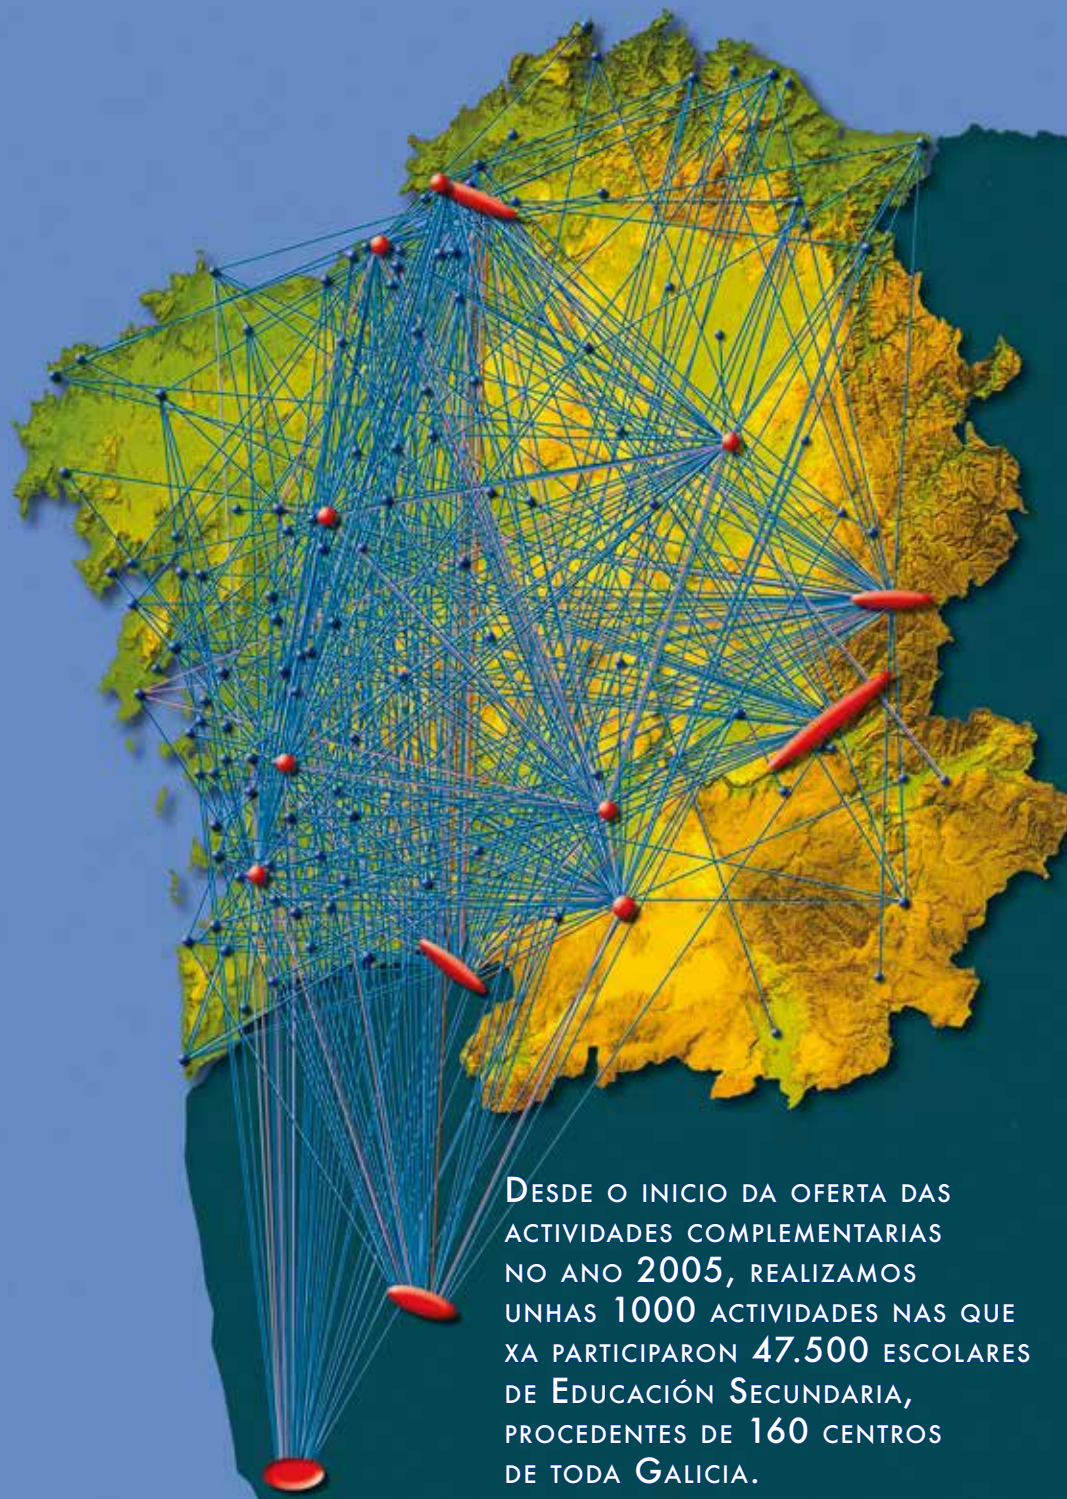 Desde o inicio da oferta das
actividades complementarias
no ano 2005, realizamos
unhas 1000 actividades nas que
xa participaron 47.500 escolares
de Educación Secundaria,
procedentes de 160 centros
de toda Galicia.